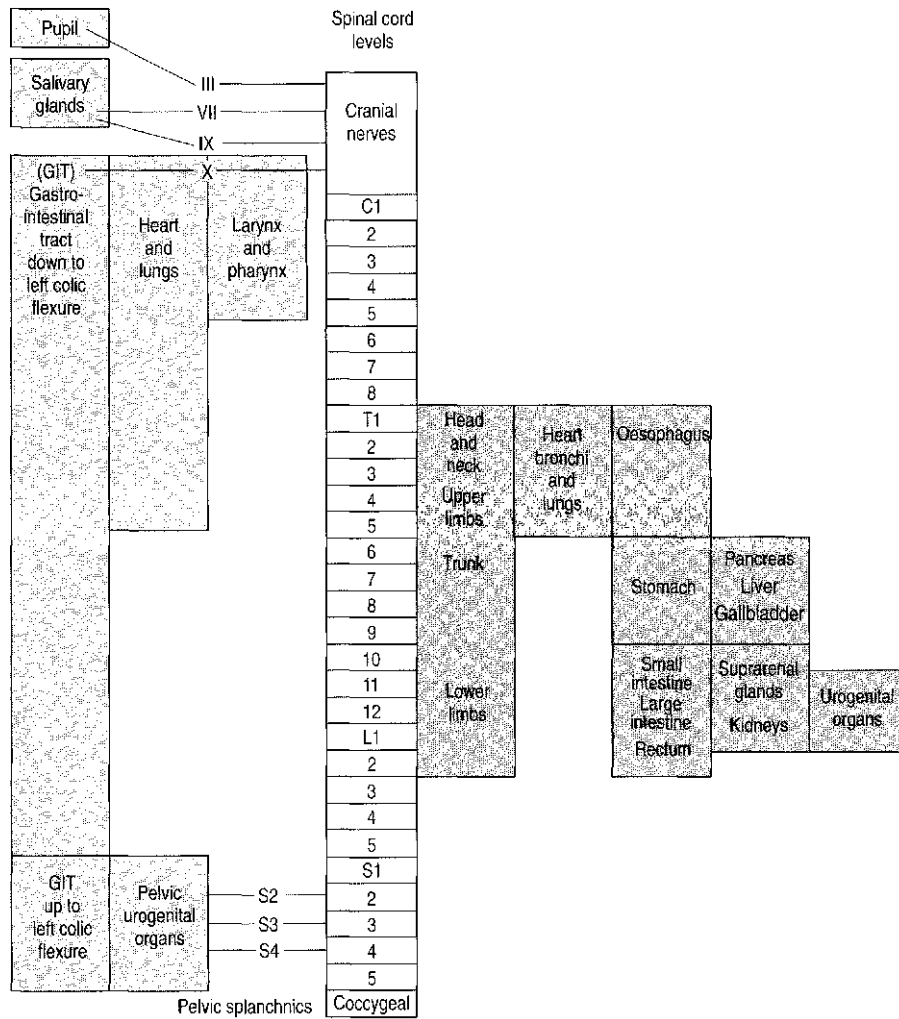 Spinal cord
levels
Pupil
Salivary
glands
III
VII
IX
X
Cranial
nerves
(GIT)
Gastro-
intestinal
tract
down to
left colic
flexure
Heart
and
lungs
Larynx
and
pharynx
C1
2
3
4
5
6
7
8
T1
2
3
4
5
6
7
8
9
10
11
12
L1
2
3
4
5
S1
2
3
4
5
Coccygeal
Head
and
neck
Upper
limbs
Trunk
Lower
limbs
Heart
bronchi
and
lungs
Oesophagus
Stomach
Pancreas
Liver
Gallbladder
Small
intestine
Large
intestine
Rectum
Suprarenal
glands
Kidneys
Urogenital
organs
GIT
up to
left colic
flexure
Pelvic
urogenital
organs
S2
S3
S4
Pelvic splanchnics